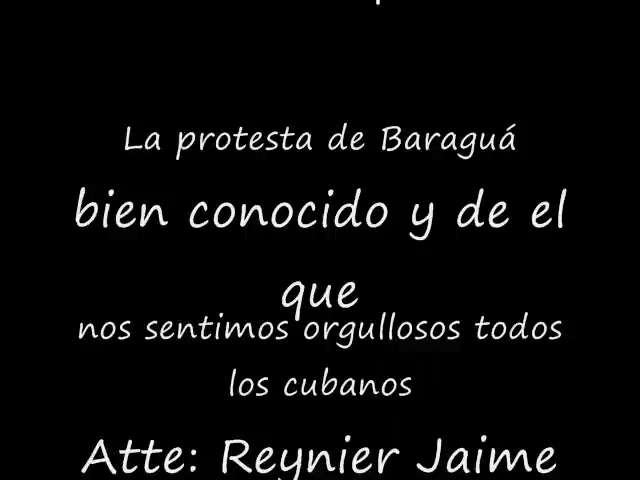 La protesta de Baraguá
bien conocido y de el
que
nos sentimos orgullosos todos
los cubanos
Atte: Reynier Jaime